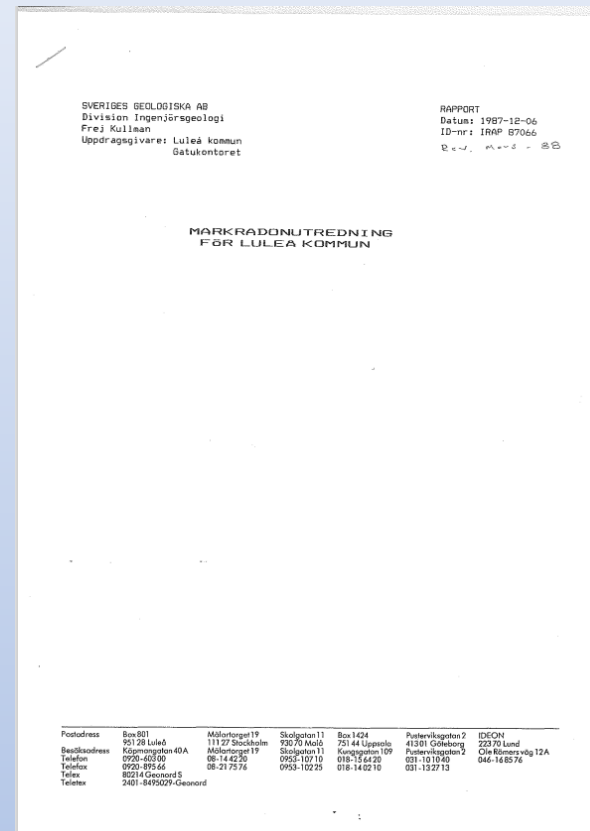 SVERIGES GEOLOGISKA AB
Division Ingenjörsgeologi
Frej Kullman
Uppdragsgivare: Luleå kommun
Gatukontoret
RAPPORT
Datum: 1987-12-06
ID-nr: IRAP 87066
Rev. Mars - 88
MARKRADONUTREDNING
FÖR LULEÅ KOMMUN
Postadress Box 801 Mälartorget 19 Skolgatan 11 Box 1424 Pusterviksgatan 2 IDEON
951 28 Luleå 111 27 Stockholm 930 70 Malå 751 44 Uppsala 413 01 Göteborg 223 70 Lund
Besöksadress Köpmangatan 40A Mälartorget 19 Skolgatan 11 Kungsgatan 109 Pusterviksgatan 2 Ole Römers väg 12A
Telefon 0920-603 00 08-14 42 20 0953-107 10 018-15 64 20 031-10 10 40 046-16 85 76
Telefax 0920-895 66 08-21 75 76 0953-102 25 018-14 02 10 031-13 27 13
Telex 80214 Geonord S
Teletex 2401-8495029-Geonord